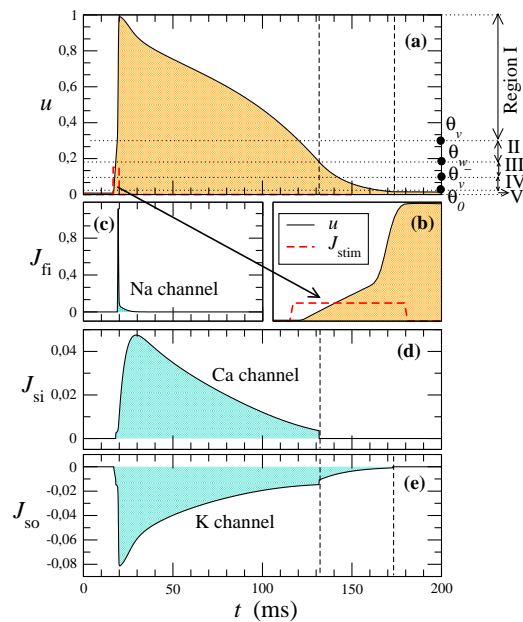 1
0.8
0.6
0.4
0.2
0
u
(a)
θv
θw
θv−
θ0
Region I
II
III
IV
V
(c)
1.2
0.8
0.4
0
Jfi
Na channel
(b)
u
Jstim
(d)
0.04
0.02
0
Jsi
Ca channel
(e)
0
-0.02
-0.04
-0.06
-0,08
Jso
K channel
0
50
100
150
200
t (ms)